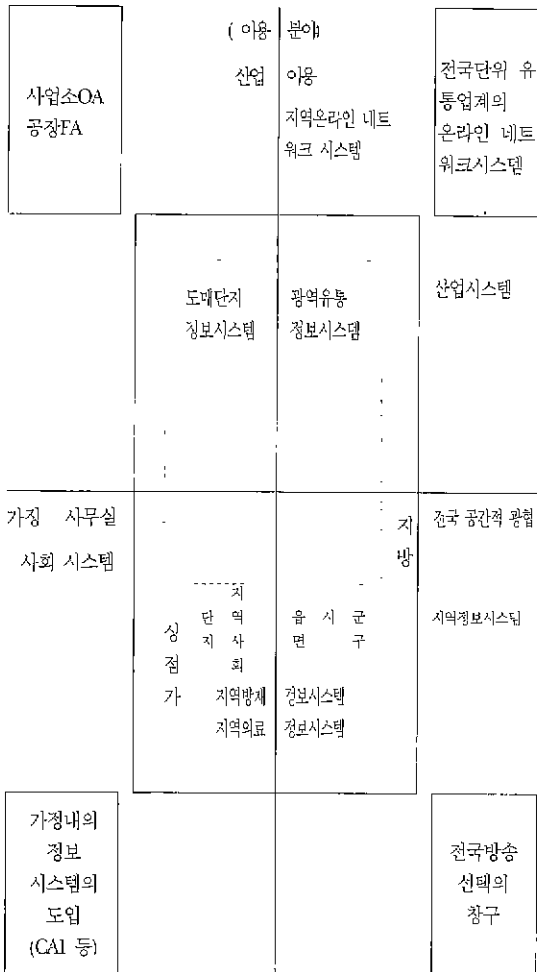 ( 이용 분야)
산업 이용
사업소OA
공장FA
지역온라인 네트
워크 시스템
전국단위 유
통업계의
온라인 네트
워크시스템
도매단지 광역유통
정보시스템 정보시스템
산업시스템
가정 사무실
사회 시스템
지
방
전국 공간적 광협
지역정보시스템
상
점
가
단
지
지
역
사
회
읍 시 군
면 구
지역방재 정보시스템
지역의료 정보시스템
가정내의
정보
시스템의
도입
(CA1 등)
전국방송
선택의
창구